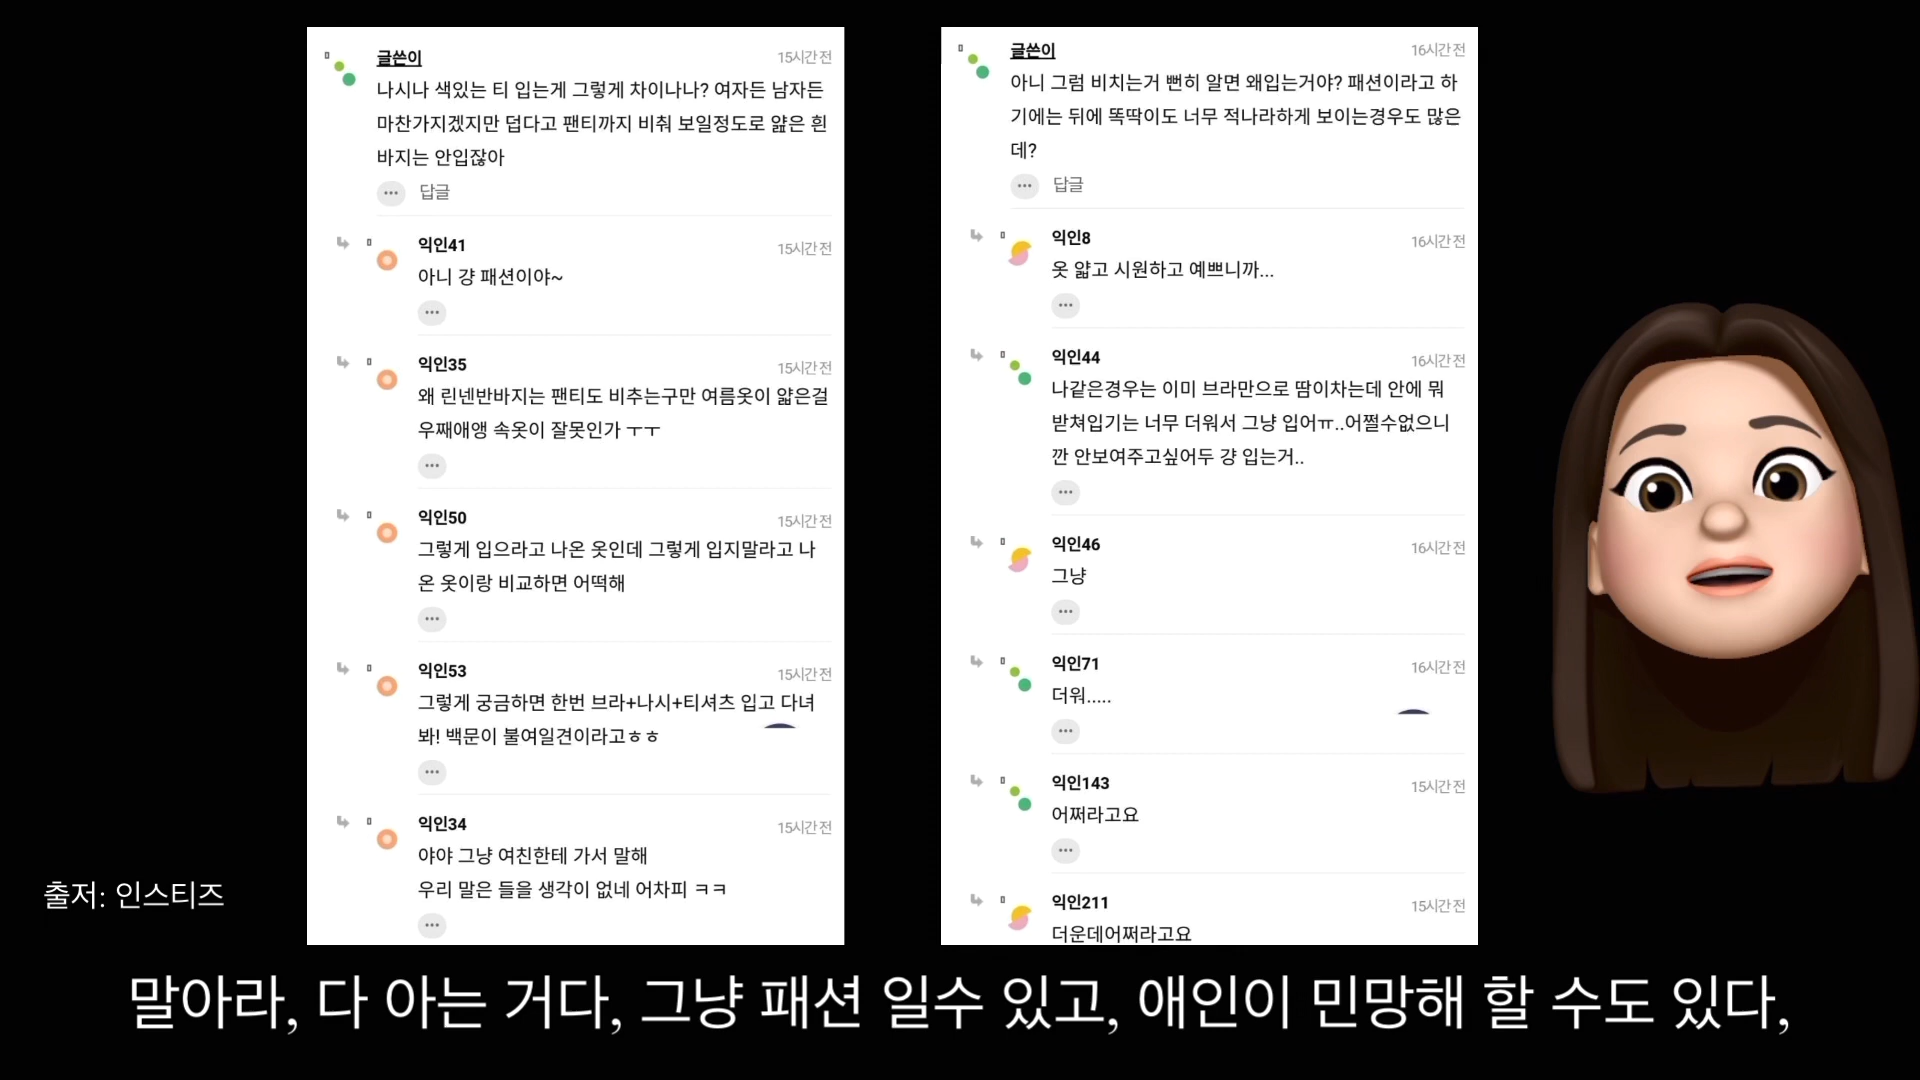 글쓴이
15시간 전
나시나 색있는 티 입는게 그렇게 차이나나? 여자든 남자든
마찬가지겠지만 덥다고 팬티까지 비춰 보일정도로 얇은 흰
바지는 안입잖아
답글
익인41
15시간 전
아니 걍 패션이야~
익인35
15시간 전
왜 린넨반바지는 팬티도 비추는구만 여름옷이 얇은걸
우째애앵 속옷이 잘못인가 ㅜㅜ
익인50
15시간 전
그렇게 입으라고 나온 옷인데 그렇게 입지말라고 나
온 옷이랑 비교하면 어떡해
익인53
15시간 전
그렇게 궁금하면 한번 브라+나시+티셔츠 입고 다녀
봐! 백문이 불여일견이라고ㅎㅎ
익인34
15시간 전
야야 그냥 여친한테 가서 말해
우리 말은 들을 생각이 없네 어차피 ㅋㅋ
글쓴이
16시간 전
아니 그럼 비치는거 뻔히 알면 왜입는거야? 패션이라고 하
기에는 뒤에 똑딱이도 너무 적나라하게 보이는경우도 많은
데?
답글
익인8
16시간 전
옷 얇고 시원하고 예쁘니까...
익인44
16시간 전
나같은경우는 이미 브라만으로 땀이차는데 안에 뭐
받쳐입기는 너무 더워서 그냥 입어ㅠ..어쩔수없으니
깐 안보여주고싶어두 걍 입는거..
익인46
16시간 전
그냥
익인71
16시간 전
더워.....
익인143
15시간 전
어쩌라고요
익인211
15시간 전
더운데어쩌라고요
출저: 인스티즈
말아라, 다 아는 거다, 그냥 패션 일수 있고, 애인이 민망해 할 수도 있다,